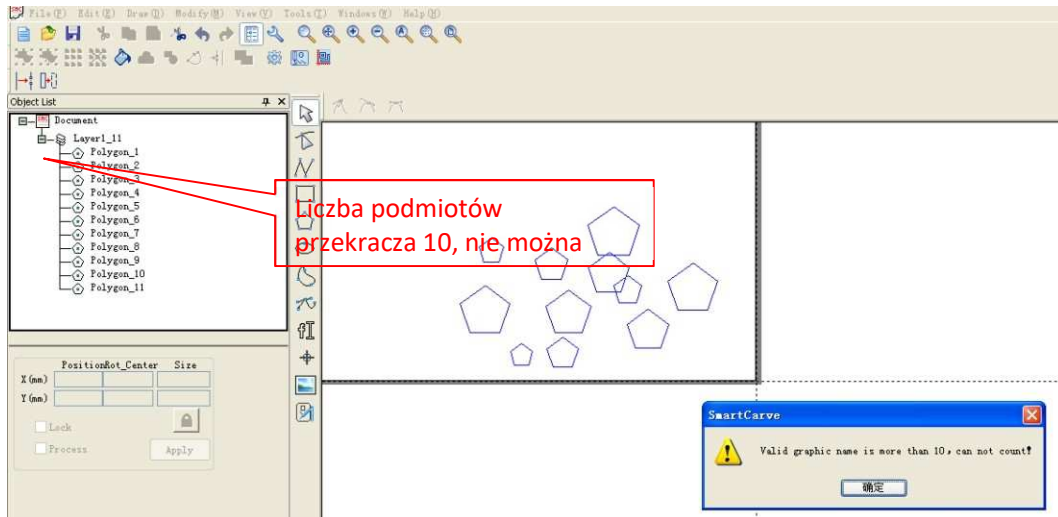 File(F) Edit(E) Draw(D) Modify(M) View(V) Tools(T) Windows(W) Help(H)
Object List
Document
Layer1_11
Polygon_1
Polygon_2
Polygon_3
Polygon_4
Polygon_5
Polygon_6
Polygon_7
Polygon_8
Polygon_9
Polygon_10
Polygon_11
Liczba podmiotów
przekracza 10, nie można
Position Rot_Center Size
X(mm)
Y(mm)
Lock
Process
Apply
SmartCarve
Valid graphic name is more than 10, can not count!
确定